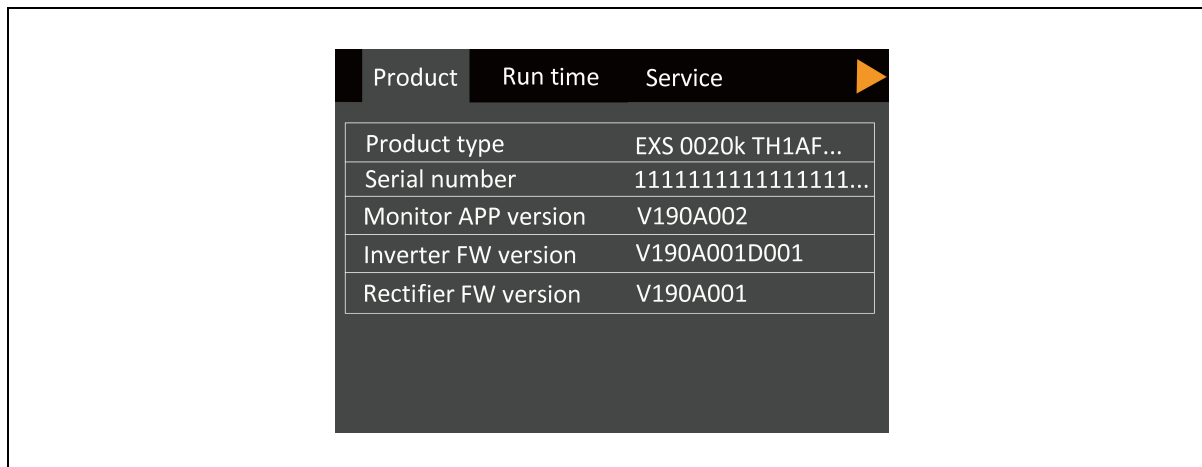 Product Run time Service
Product type EXS 0020k TH1AF...
Serial number 1111111111111111...
Monitor APP version V190A002
Inverter FW version V190A001D001
Rectifier FW version V190A001